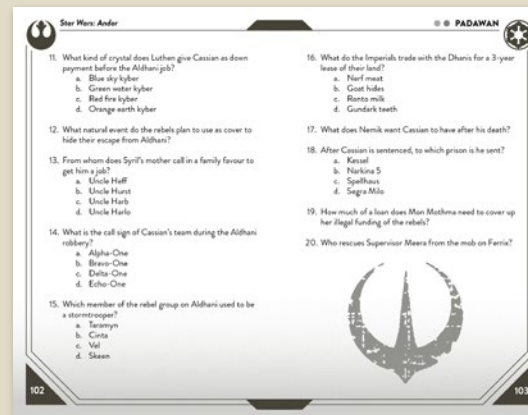 Star Wars: Andor
11. What kind of crystal does Luthen give Cassian as down
payment before the Aldhani job?
a. Blue sky kyber
b. Green water kyber
c. Red fire kyber
d. Orange earth kyber
12. What natural event do the rebels plan to use as cover to
hide their escape from Aldhani?
13. From whom does Syril's mother call in a family favour to
get him a job?
a. Uncle Heff
b. Uncle Hurst
c. Uncle Harb
d. Uncle Harlo
14. What is the call sign of Cassian's team during the Aldhani
robbery?
a. Alpha-One
b. Bravo-One
c. Delta-One
d. Echo-One
15. Which member of the rebel group on Aldhani used to be
a stormtrooper?
a. Taramyn
b. Cinta
c. Vel
d. Skeen
102
PADAWAN
16. What do the Imperials trade with the Dhanis for a 3-year
lease of their land?
a. Nerf meat
b. Goat hides
c. Ronto milk
d. Gundark teeth
17. What does Nemik want Cassian to have after his death?
18. After Cassian is sentenced, to which prison is he sent?
a. Kessel
b. Narkina 5
c. Spellhaus
d. Segra Milo
19. How much of a loan does Mon Mothma need to cover up
her illegal funding of the rebels?
20. Who rescues Supervisor Meera from the mob on Ferrix?
103